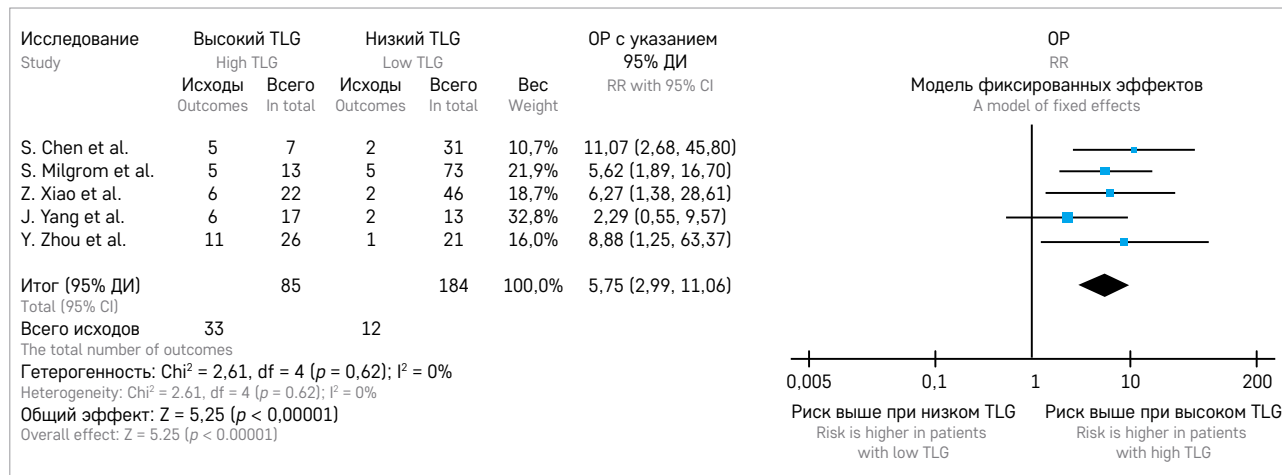 Исследование Высокий TLG Низкий TLG ОР с указанием ОР
Study High TLG Low TLG 95% ДИ RR
Исходы Всего Исходы Всего Вес RR with 95% CI Модель фиксированных эффектов
Outcomes In total Outcomes In total Weight A model of fixed effects
S. Chen et al. 5 7 2 31 10,7% 11,07 (2,68, 45,80)
S. Milgrom et al. 5 13 5 73 21,9% 5,62 (1,89, 16,70)
Z. Xiao et al. 6 22 2 46 18,7% 6,27 (1,38, 28,61)
J. Yang et al. 6 17 2 13 32,8% 2,29 (0,55, 9,57)
Y. Zhou et al. 11 26 1 21 16,0% 8,88 (1,25, 63,37)
Итог (95% ДИ) 85 184 100,0% 5,75 (2,99, 11,06)
Total (95% CI)
Всего исходов 33 12
The total number of outcomes
Гетерогенность: Chi² = 2,61, df = 4 (p = 0,62); I² = 0%
Heterogeneity: Chi² = 2.61, df = 4 (p = 0.62); I² = 0%
Общий эффект: Z = 5,25 (p < 0,00001)
Overall effect: Z = 5.25 (p < 0.00001)
0,005 0,1 1 10 200
Риск выше при низком TLG Риск выше при высоком TLG
Risk is higher in patients Risk is higher in patients
with low TLG with high TLG